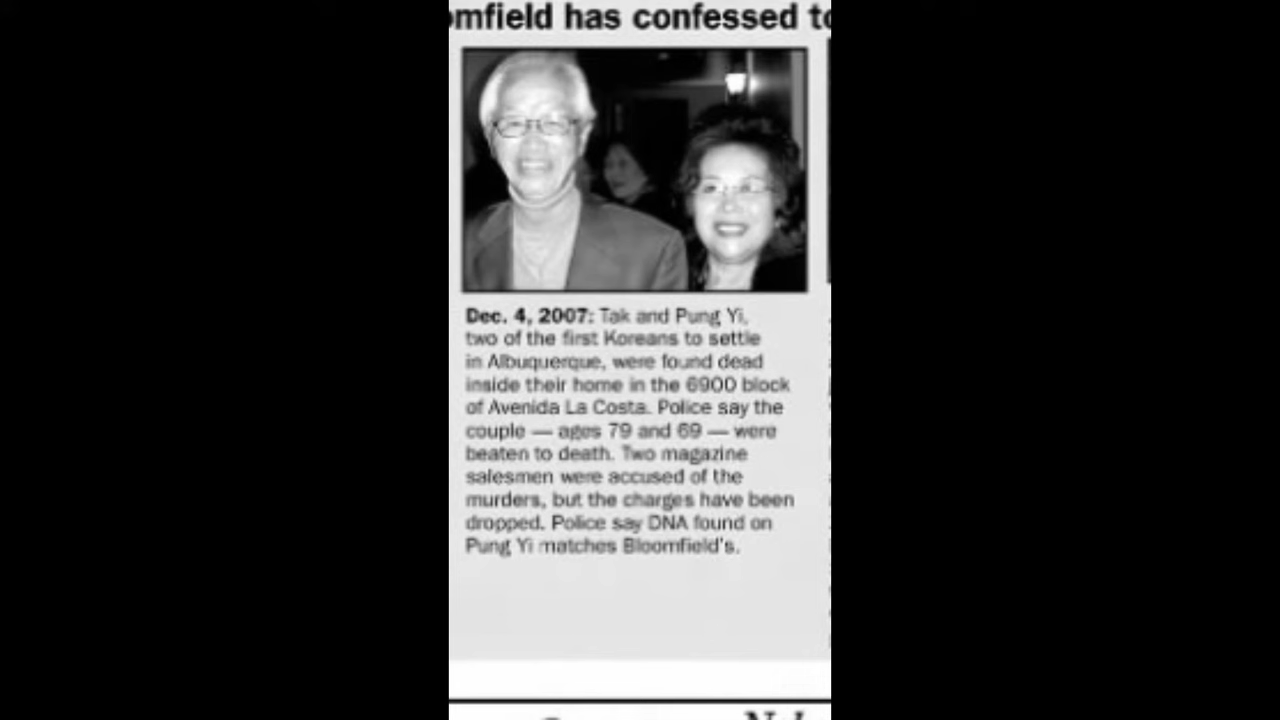 omfield has confessed to
Dec. 4, 2007: Tak and Pung Yi,
two of the first Koreans to settle
in Albuquerque, were found dead
inside their home in the 6900 block
of Avenida La Costa. Police say the
couple — ages 79 and 69 — were
beaten to death. Two magazine
salesmen were accused of the
murders, but the charges have been
dropped. Police say DNA found on
Pung Yi matches Bloomfield's.